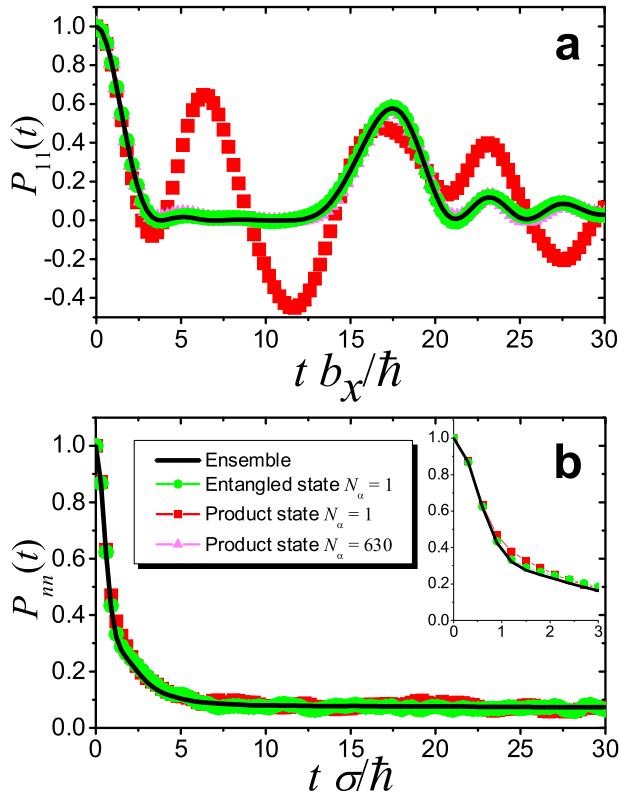 a
P₁₁(t)
1.0
0.8
0.6
0.4
0.2
0.0
-0.2
-0.4
0 5 10 15 20 25 30
t bₓ/ħ
b
Pₙₙ(t)
1.0
0.8
0.6
0.4
0.2
0.0
Ensemble
Entangled state Nα = 1
Product state Nα = 1
Product state Nα = 630
1.0
0.8
0.6
0.4
0.2
0.0
0 1 2 3
0 5 10 15 20 25 30
t σ/ħ